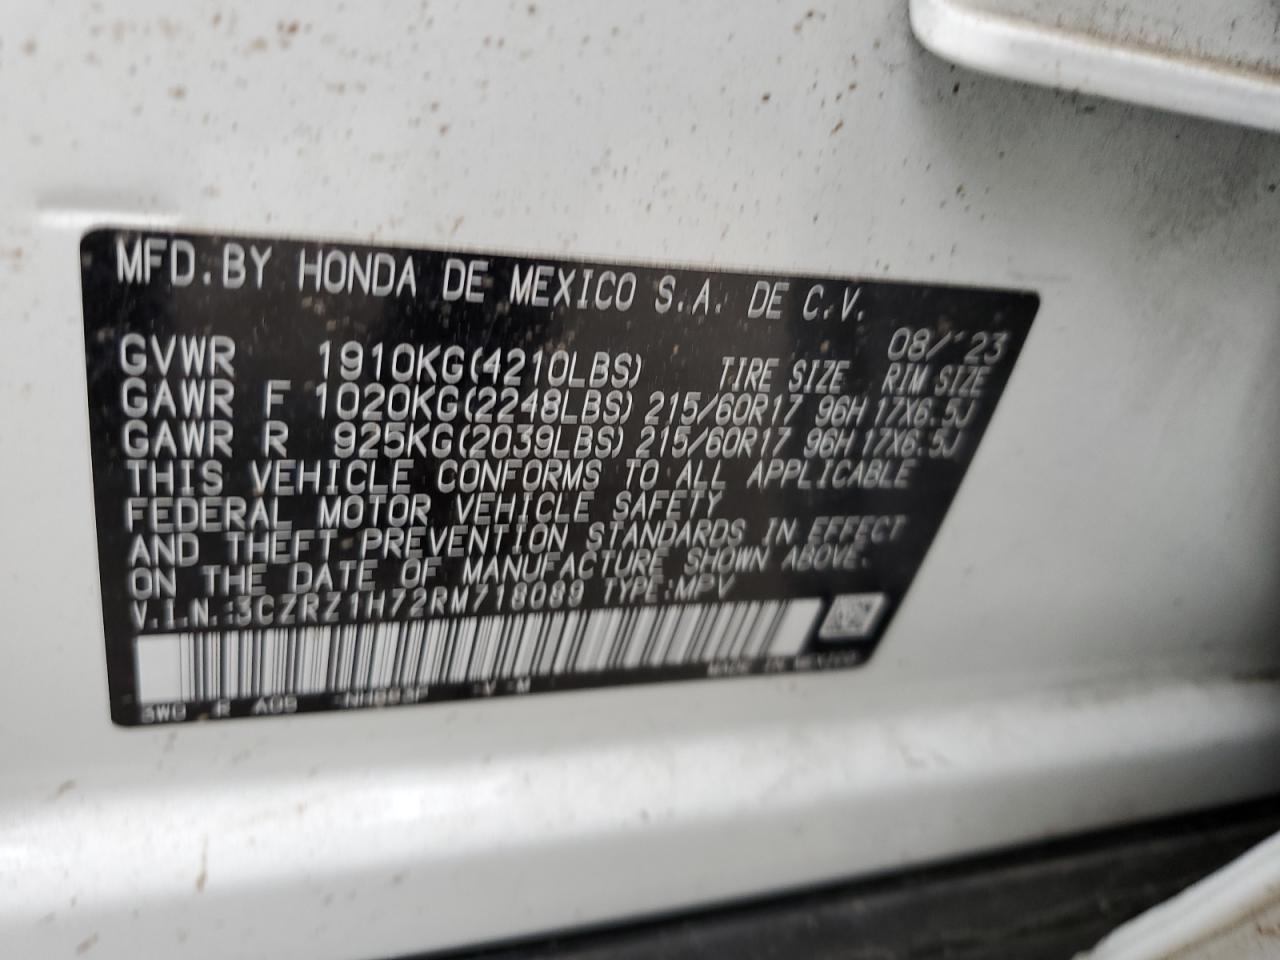 MFD.BY HONDA DE MEXICO S.A. DE C.V.
08/'23
GVWR 1910KG(4210LBS) TIRE SIZE RIM SIZE
GAWR F 1020KG(2248LBS) 215/60R17 96H 17X6.5J
GAWR R 925KG(2039LBS) 215/60R17 96H 17X6.5J
THIS VEHICLE CONFORMS TO ALL APPLICABLE
FEDERAL MOTOR VEHICLE SAFETY
AND THEFT PREVENTION STANDARDS IN EFFECT
ON THE DATE OF MANUFACTURE SHOWN ABOVE.
V.I.N.:3CZRZ1H72RM718089 TYPE:MPV
MADE IN MEXICO
R A05 V M